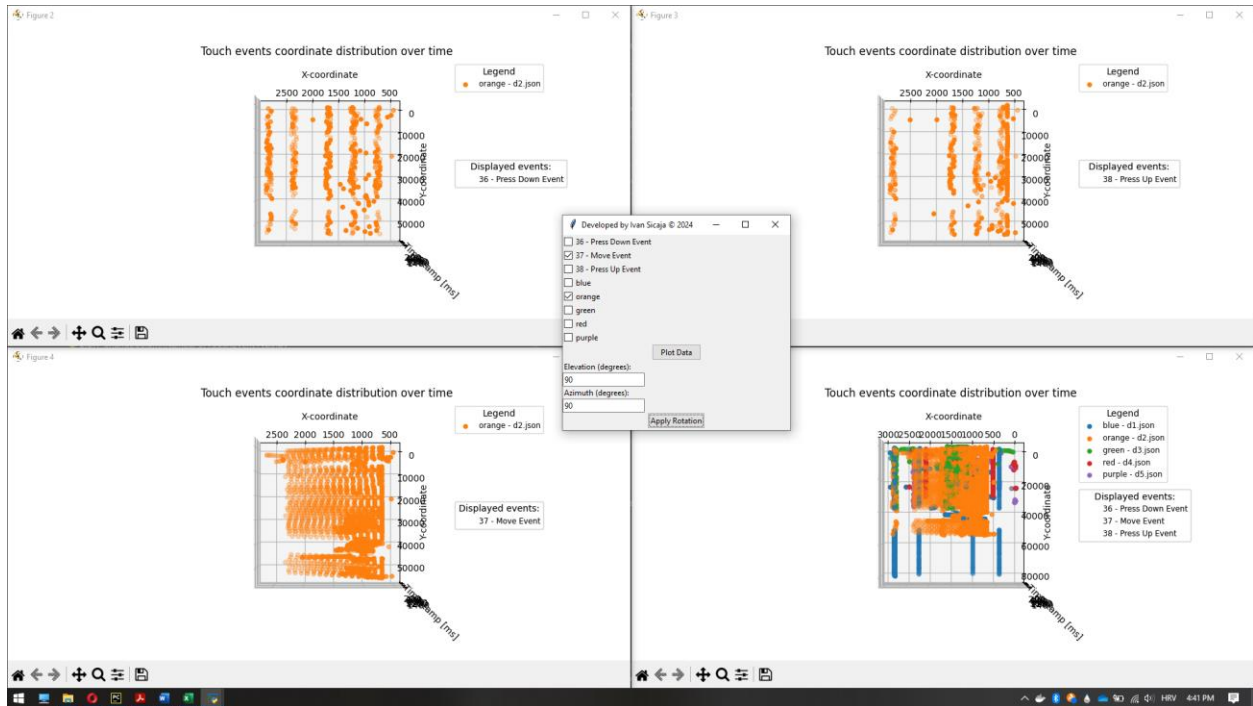 Figure 2
Touch events coordinate distribution over time
X-coordinate
2500 2000 1500 1000 500
Legend
orange - d2.json
0
10000
20000
30000
40000
50000
Y-coordinate
[ms]
Displayed events:
36 - Press Down Event
Figure 3
Touch events coordinate distribution over time
X-coordinate
2500 2000 1500 1000 500
Legend
orange - d2.json
0
10000
20000
30000
40000
50000
Y-coordinate
[ms]
Displayed events:
38 - Press Up Event
Developed by Ivan Sicaja © 2024
36 - Press Down Event
37 - Move Event
38 - Press Up Event
blue
orange
green
red
purple
Plot Data
Elevation (degrees):
90
Azimuth (degrees):
90
Apply Rotation
Figure 4
Touch events coordinate distribution over time
X-coordinate
2500 2000 1500 1000 500
Legend
orange - d2.json
0
10000
20000
30000
40000
50000
Y-coordinate
[ms]
Displayed events:
37 - Move Event
Touch events coordinate distribution over time
X-coordinate
3000 2500 2000 1500 1000 500 0
Legend
blue - d1.json
orange - d2.json
green - d3.json
red - d4.json
purple - d5.json
0
20000
40000
60000
80000
Y-coordinate
[ms]
Displayed events:
36 - Press Down Event
37 - Move Event
38 - Press Up Event
HRV 4:41 PM